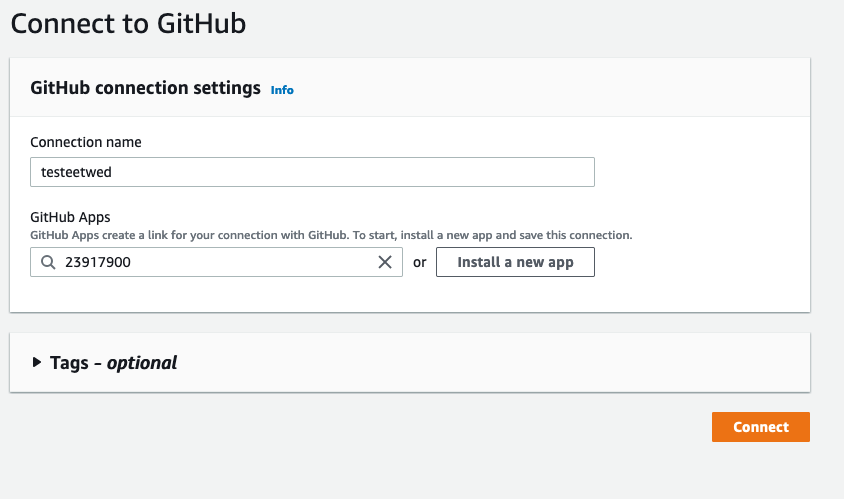 Connect to GitHub
GitHub connection settings Info
Connection name
testeetwed
GitHub Apps
GitHub Apps create a link for your connection with GitHub. To start, install a new app and save this connection.
23917900 or Install a new app
Tags - optional
Connect